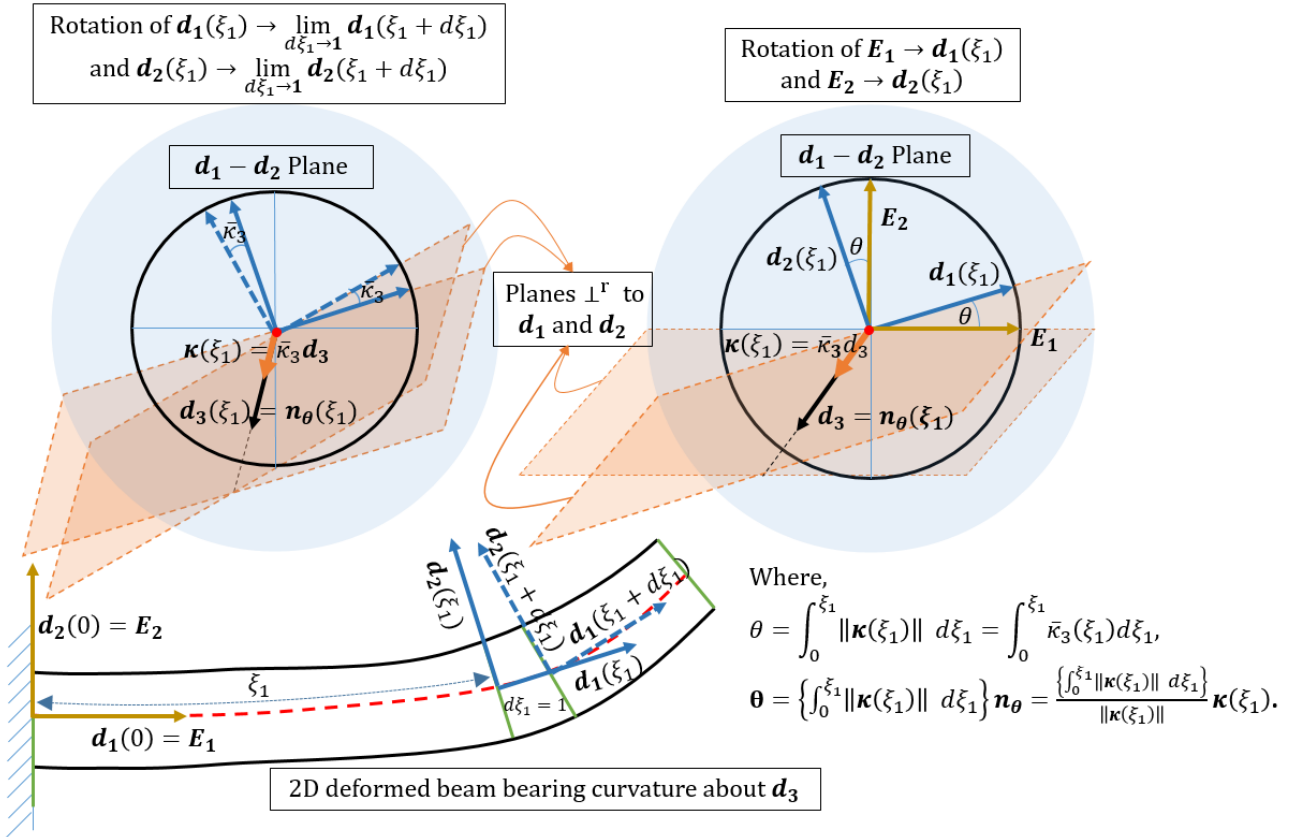 Rotation of 𝒅₁(ξ₁) → lim_{dξ₁→1} 𝒅₁(ξ₁ + dξ₁)
and 𝒅₂(ξ₁) → lim_{dξ₁→1} 𝒅₂(ξ₁ + dξ₁)
Rotation of 𝑬₁ → 𝒅₁(ξ₁)
and 𝑬₂ → 𝒅₂(ξ₁)
𝒅₁ − 𝒅₂ Plane
κ̄₃
κ̄₃
𝜿(ξ₁) = κ̄₃𝒅₃
𝒅₃(ξ₁) = 𝒏_𝜽(ξ₁)
Planes ⊥ʳ to
𝒅₁ and 𝒅₂
𝒅₁ − 𝒅₂ Plane
𝑬₂
θ
𝒅₂(ξ₁)
𝒅₁(ξ₁)
θ
𝑬₁
𝜿(ξ₁) = κ̄₃d₃
𝒅₃ = 𝒏_𝜽(ξ₁)
𝒅₂(0) = 𝑬₂
ξ₁
𝒅₁(0) = 𝑬₁
𝒅₂(ξ₁)
𝒅₂(ξ₁ + dξ₁)
𝒅₁(ξ₁ + dξ₁)
𝒅₁(ξ₁)
dξ₁ = 1
2D deformed beam bearing curvature about 𝒅₃
Where,
θ = ∫₀^{ξ₁} ‖𝜿(ξ₁)‖ dξ₁ = ∫₀^{ξ₁} κ̄₃(ξ₁)dξ₁,
𝛉 = {∫₀^{ξ₁}‖𝜿(ξ₁)‖ dξ₁} 𝒏_𝜽 = {∫₀^{ξ₁}‖𝜿(ξ₁)‖ dξ₁}/‖𝜿(ξ₁)‖ 𝜿(ξ₁).